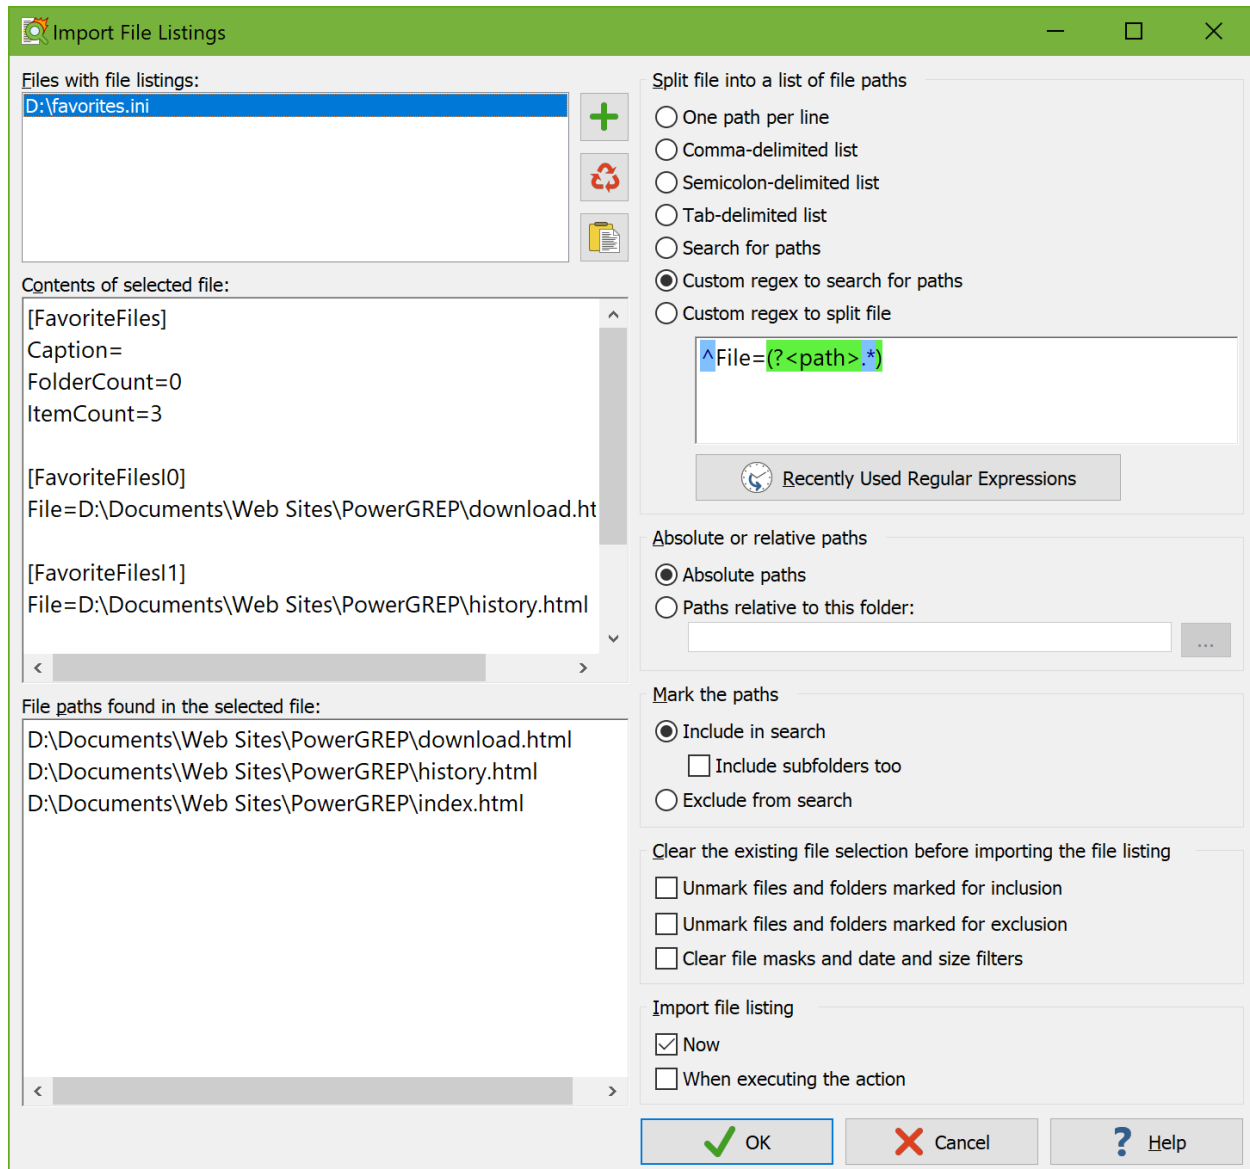 Import File Listings
Files with file listings:
D:\favorites.ini
Contents of selected file:
[FavoriteFiles]
Caption=
FolderCount=0
ItemCount=3
[FavoriteFilesI0]
File=D:\Documents\Web Sites\PowerGREP\download.ht
[FavoriteFilesI1]
File=D:\Documents\Web Sites\PowerGREP\history.html
File paths found in the selected file:
D:\Documents\Web Sites\PowerGREP\download.html
D:\Documents\Web Sites\PowerGREP\history.html
D:\Documents\Web Sites\PowerGREP\index.html
Split file into a list of file paths
One path per line
Comma-delimited list
Semicolon-delimited list
Tab-delimited list
Search for paths
Custom regex to search for paths
Custom regex to split file
^File=(?<path>.*)
Recently Used Regular Expressions
Absolute or relative paths
Absolute paths
Paths relative to this folder:
...
Mark the paths
Include in search
Include subfolders too
Exclude from search
Clear the existing file selection before importing the file listing
Unmark files and folders marked for inclusion
Unmark files and folders marked for exclusion
Clear file masks and date and size filters
Import file listing
Now
When executing the action
OK
Cancel
? Help